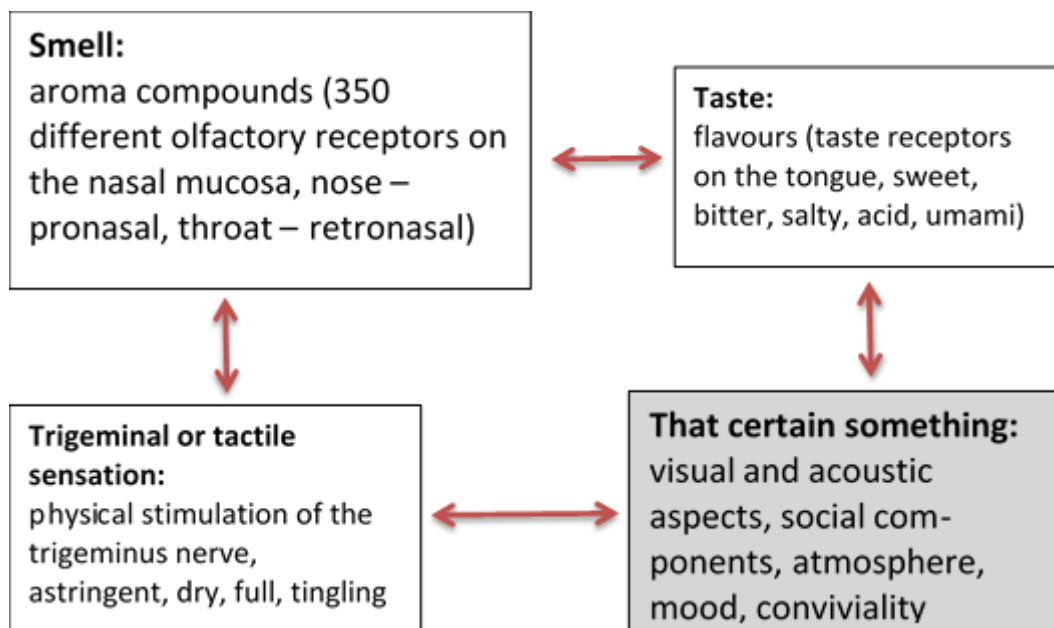 Smell:
aroma compounds (350
different olfactory receptors on
the nasal mucosa, nose –
pronasal, throat – retronasal)
Taste:
flavours (taste receptors
on the tongue, sweet,
bitter, salty, acid, umami)
Trigeminal or tactile
sensation:
physical stimulation of the
trigeminus nerve,
astringent, dry, full, tingling
That certain something:
visual and acoustic
aspects, social com-
ponents, atmosphere,
mood, conviviality